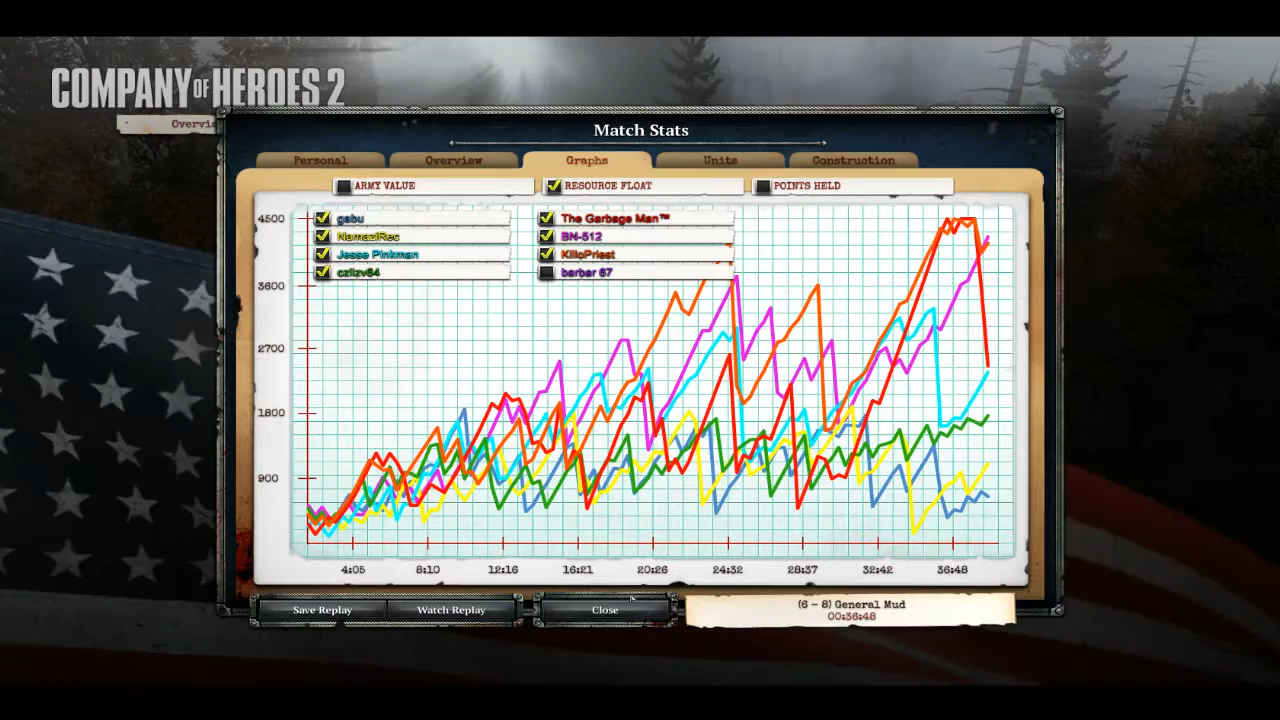 COMPANY OF HEROES 2
Match Stats
Personal
Overview
Graphs
Units
Construction
ARMY VALUE
RESOURCE FLOAT
POINTS HELD
gabu
The Garbage Man™
NamaziRec
BN-512
Jesse Pinkman
KilloPriest
czlizv64
barbar 67
4500
3600
2700
1800
900
4:05
8:10
12:16
16:21
20:26
24:32
28:37
32:42
36:48
Save Replay
Watch Replay
Close
(6 - 8) General Mud
00:36:48